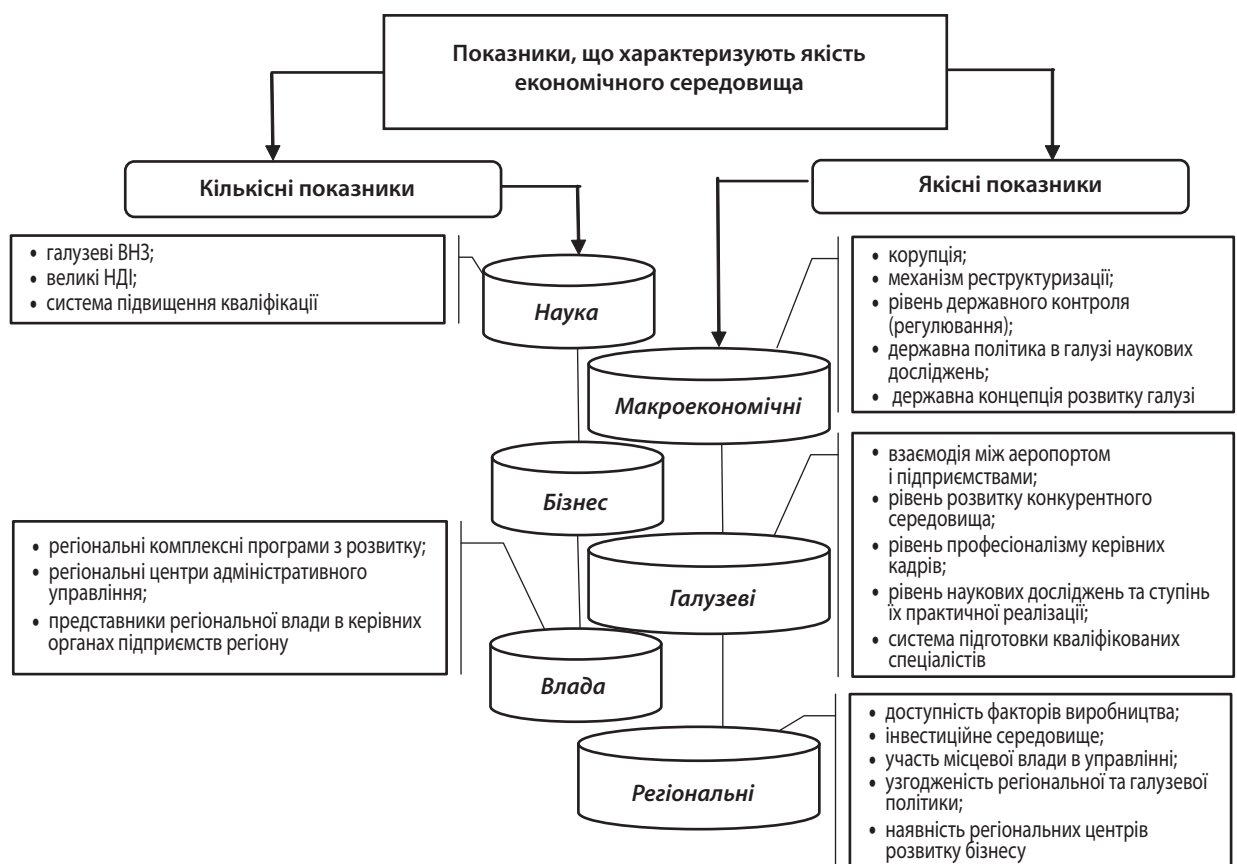 Показники, що характеризують якість
економічного середовища
Кількісні показники
Якісні показники
• галузеві ВНЗ;
• великі НДІ;
• система підвищення кваліфікації
Наука
• корупція;
• механізм реструктуризації;
• рівень державного контроля
(регулювання);
• державна політика в галузі наукових
досліджень;
• державна концепція розвитку галузі
Макроекономічні
Бізнес
• взаємодія між аеропортом
і підприємствами;
• рівень розвитку конкурентного
середовища;
• рівень професіоналізму керівних
кадрів;
• рівень наукових досліджень та ступінь
їх практичної реалізації;
• система підготовки кваліфікованих
спеціалістів
Галузеві
• регіональні комплексні програми з розвитку;
• регіональні центри адміністративного
управління;
• представники регіональної влади в керівних
органах підприємств регіону
Влада
• доступність факторів виробництва;
• інвестиційне середовище;
• участь місцевої влади в управлінні;
• узгодженість регіональної та галузевої
політики;
• наявність регіональних центрів
розвитку бізнесу
Регіональні